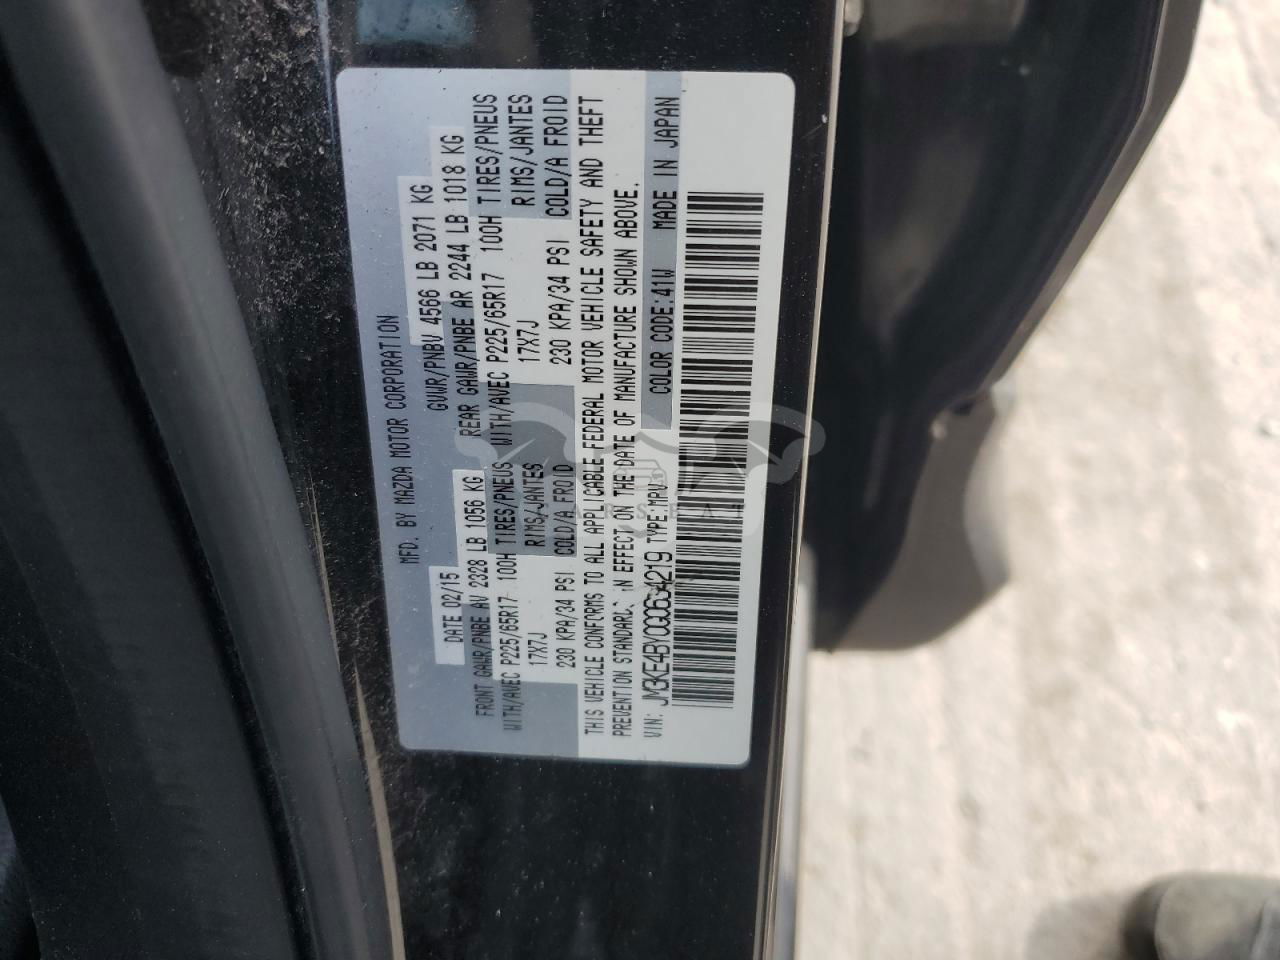 MFD. BY MAZDA MOTOR CORPORATION
DATE 02/15 GVWR/PNBV 4566 LB 2071 KG
FRONT GAWR/PNBE AV 2328 LB 1056 KG REAR GAWR/PNBE AR 2244 LB 1018 KG
WITH/AVEC P225/65R17 100H TIRES/PNEUS WITH/AVEC P225/65R17 100H TIRES/PNEUS
17X7J RIMS/JANTES 17X7J RIMS/JANTES
230 KPA/34 PSI COLD/A FROID 230 KPA/34 PSI COLD/A FROID
THIS VEHICLE CONFORMS TO ALL APPLICABLE FEDERAL MOTOR VEHICLE SAFETY AND THEFT
PREVENTION STANDARDS IN EFFECT ON THE DATE OF MANUFACTURE SHOWN ABOVE.
VIN: JM3KE4BY0G0634219 TYPE:MPV COLOR CODE:41W MADE IN JAPAN
CARSEAT